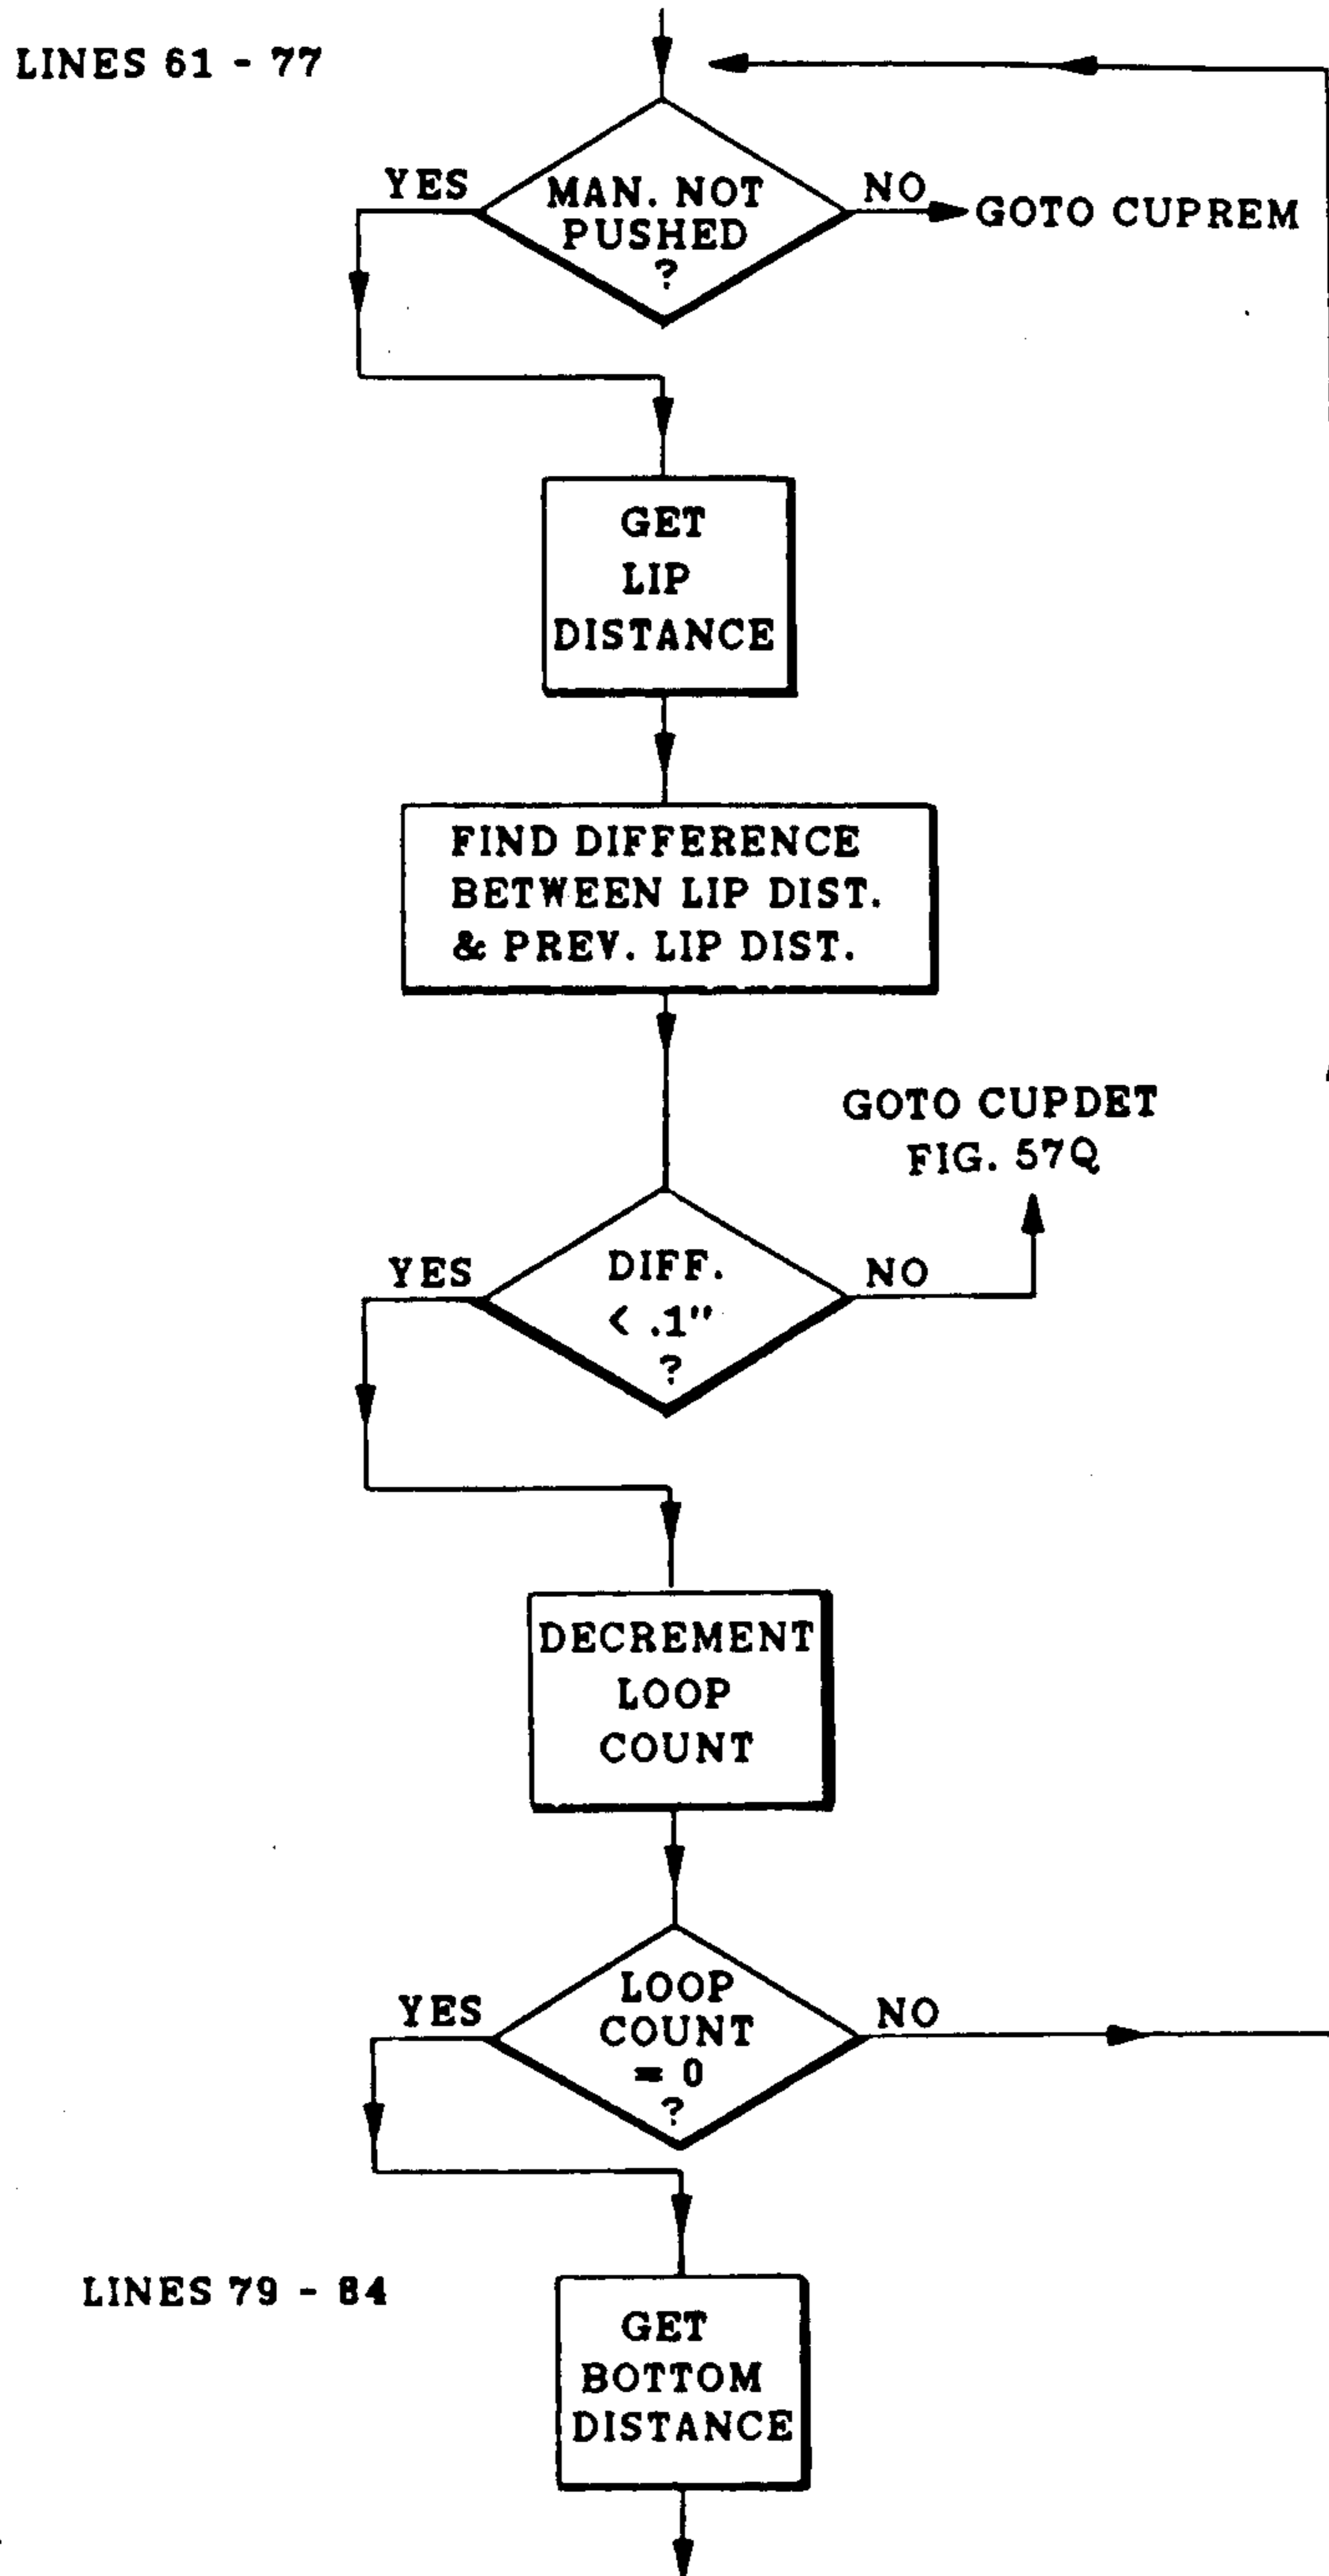 LINES 61 - 77
YES
MAN. NOT
PUSHED
?
NO
GOTO CUPREM
GET
LIP
DISTANCE
FIND DIFFERENCE
BETWEEN LIP DIST.
& PREV. LIP DIST.
GOTO CUPDET
FIG. 57Q
YES
DIFF.
< .1"
?
NO
DECREMENT
LOOP
COUNT
YES
LOOP
COUNT
= 0
?
NO
LINES 79 - 84
GET
BOTTOM
DISTANCE